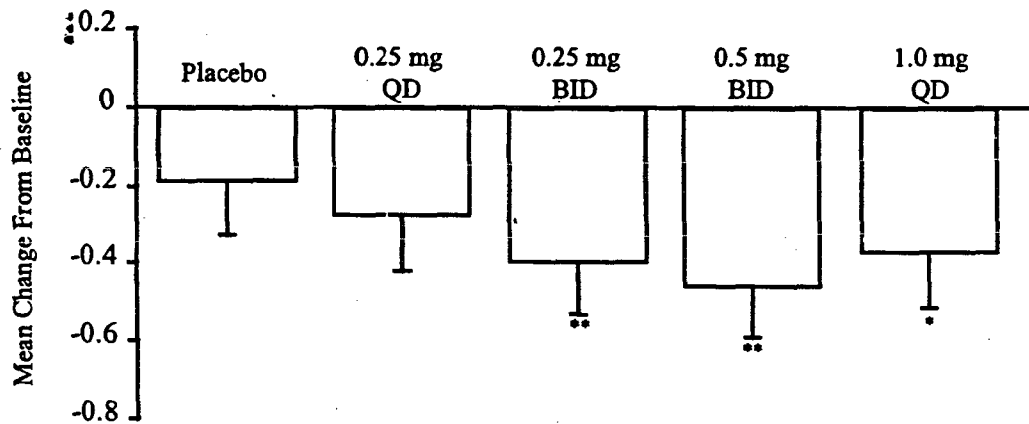 0.2
Placebo
0.25 mg
QD
0.25 mg
BID
0.5 mg
BID
1.0 mg
QD
0
-0.2
-0.4
-0.6
-0.8
**
**
*
Mean Change From Baseline